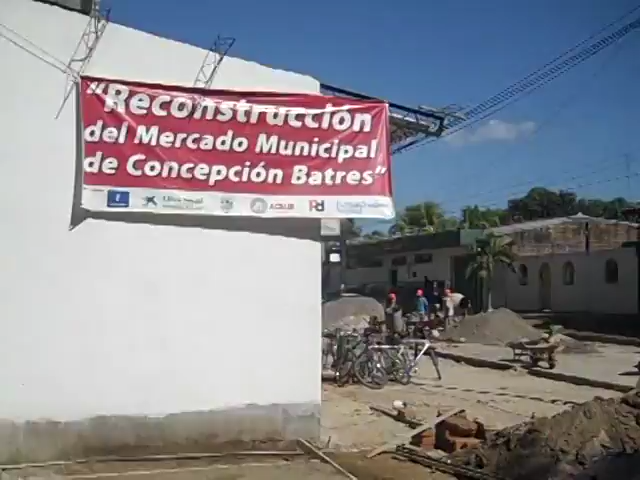 "Reconstrucción
del Mercado Municipal
de Concepción Batres"
ACSUR